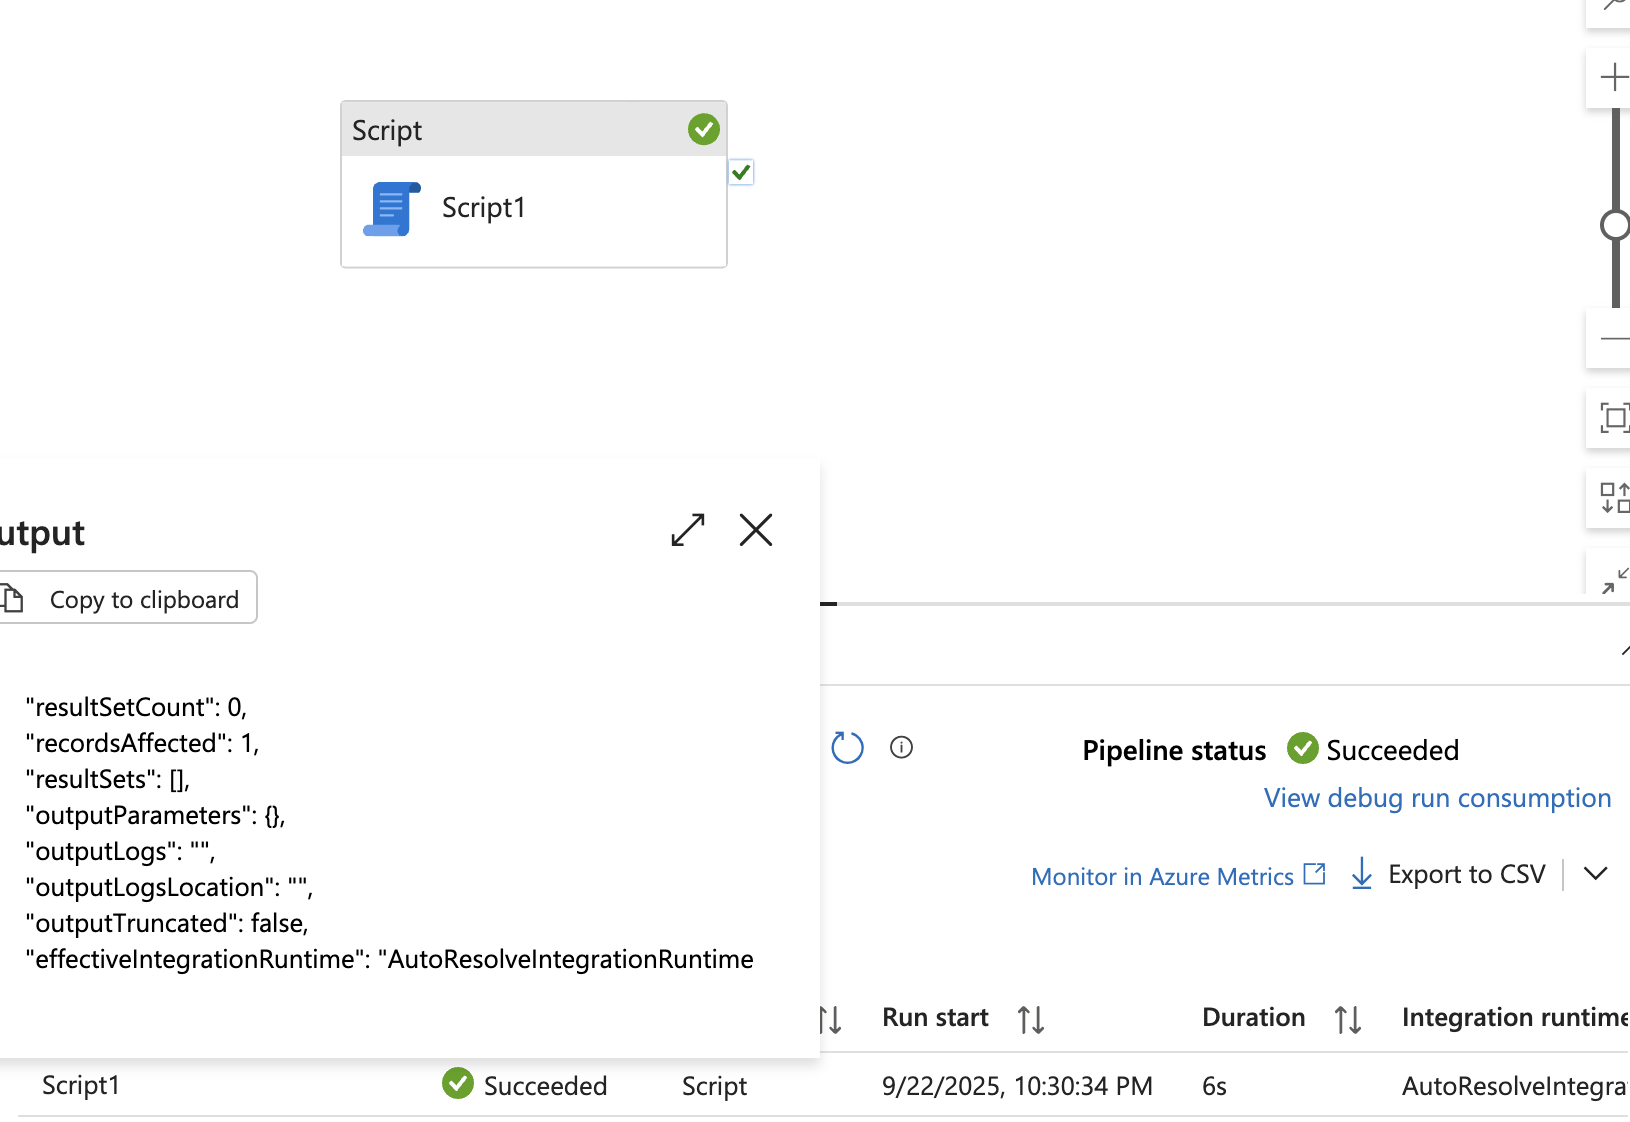 Script
Script1
utput
Copy to clipboard
"resultSetCount": 0,
"recordsAffected": 1,
"resultSets": [],
"outputParameters": {},
"outputLogs": "",
"outputLogsLocation": "",
"outputTruncated": false,
"effectiveIntegrationRuntime": "AutoResolveIntegrationRuntime
Pipeline status Succeeded
View debug run consumption
Monitor in Azure Metrics Export to CSV
Run start Duration Integration runtime
Script1 Succeeded Script 9/22/2025, 10:30:34 PM 6s AutoResolveIntegra